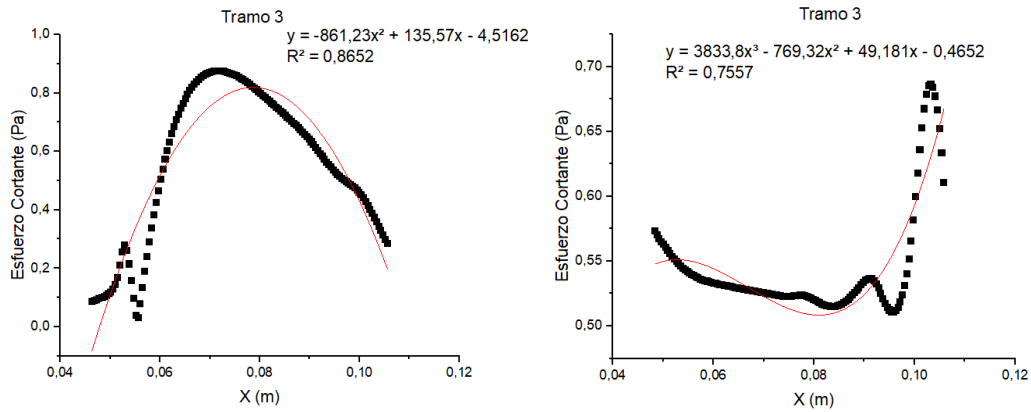 Tramo 3
y = -861,23x² + 135,57x - 4,5162
R² = 0,8652
1,0
0,8
0,6
0,4
0,2
0,0
Esfuerzo Cortante (Pa)
0,04 0,06 0,08 0,10 0,12
X (m)
Tramo 3
y = 3833,8x³ - 769,32x² + 49,181x - 0,4652
R² = 0,7557
0,70
0,65
0,60
0,55
0,50
Esfuerzo Cortante (Pa)
0,04 0,06 0,08 0,10 0,12
X (m)